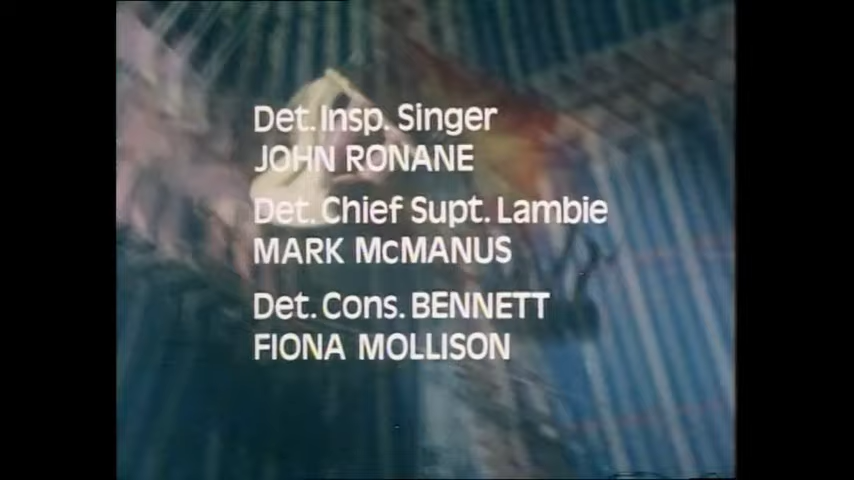 Det. Insp. Singer
JOHN RONANE
Det. Chief Supt. Lambie
MARK McMANUS
Det. Cons. BENNETT
FIONA MOLLISON